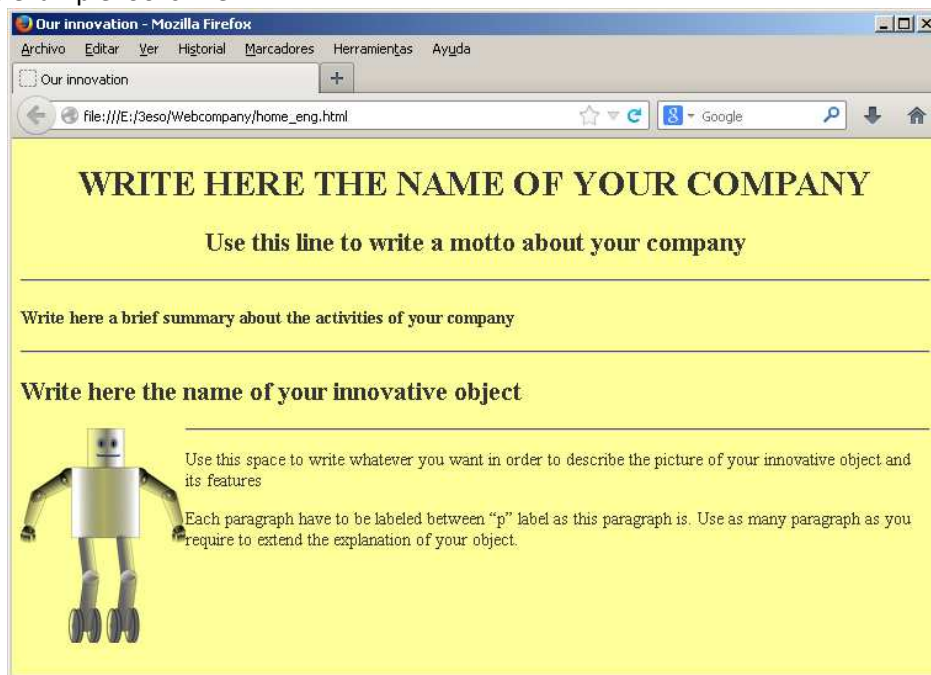 Our innovation - Mozilla Firefox
Archivo Editar Ver Historial Marcadores Herramientas Ayuda
Our innovation +
file:///E:/3eso/Webcompany/home_eng.html Google
WRITE HERE THE NAME OF YOUR COMPANY
Use this line to write a motto about your company
Write here a brief summary about the activities of your company
Write here the name of your innovative object
Use this space to write whatever you want in order to describe the picture of your innovative object and
its features
Each paragraph have to be labeled between “p” label as this paragraph is. Use as many paragraph as you
require to extend the explanation of your object.